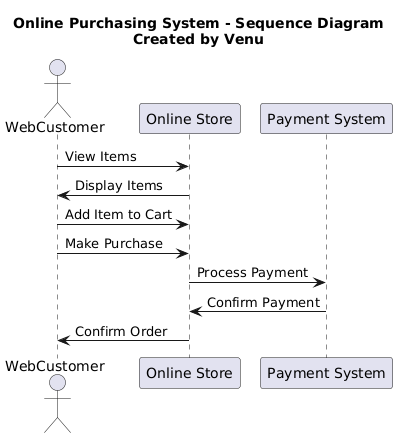 Online Purchasing System - Sequence Diagram
Created by Venu
WebCustomer
Online Store
Payment System
View Items
Display Items
Add Item to Cart
Make Purchase
Process Payment
Confirm Payment
Confirm Order
WebCustomer
Online Store
Payment System